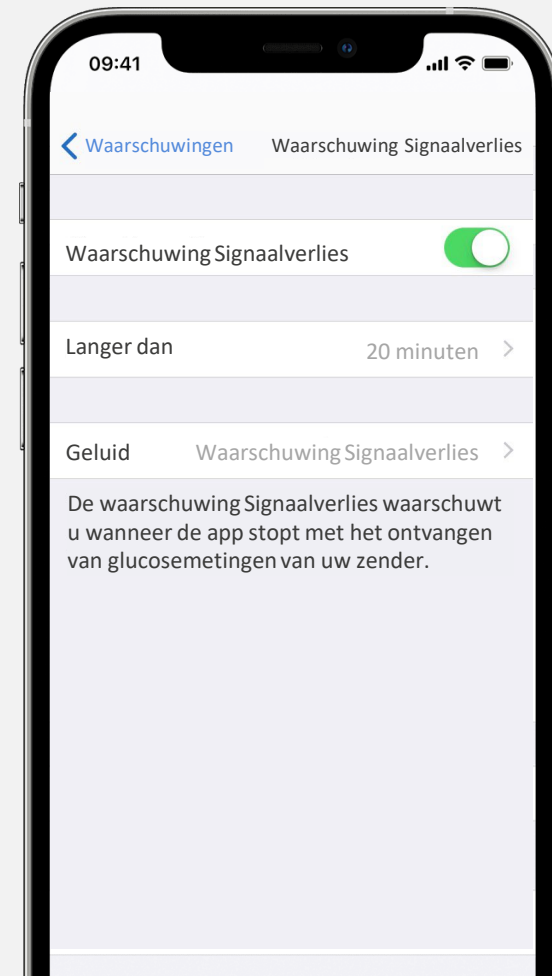 09:41
Waarschuwingen Waarschuwing Signaalverlies
Waarschuwing Signaalverlies
Langer dan 20 minuten
Geluid Waarschuwing Signaalverlies
De waarschuwing Signaalverlies waarschuwt
u wanneer de app stopt met het ontvangen
van glucosemetingen van uw zender.